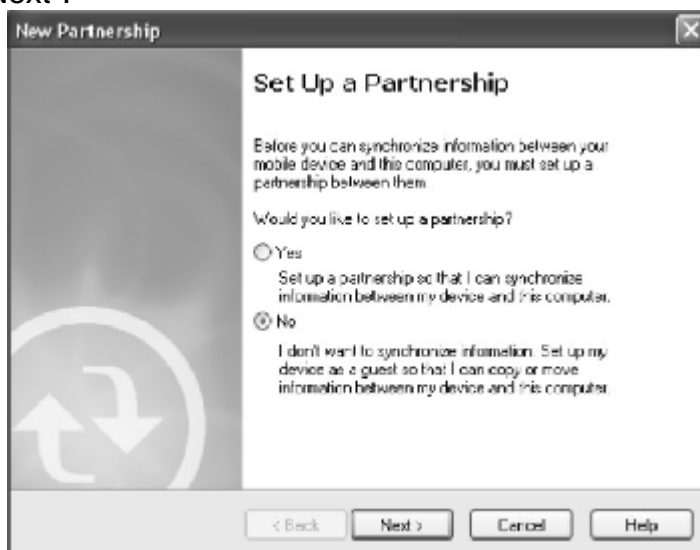 New Partnership
Set Up a Partnership
Before you can synchronize information between your
mobile device and this computer, you must set up a
partnership between them.
Would you like to set up a partnership?
Yes
Set up a partnership so that I can synchronize
information between my device and this computer.
No
I don't want to synchronize information. Set up my
device as a guest so that I can copy or move
information between my device and this computer.
< Back Next > Cancel Help